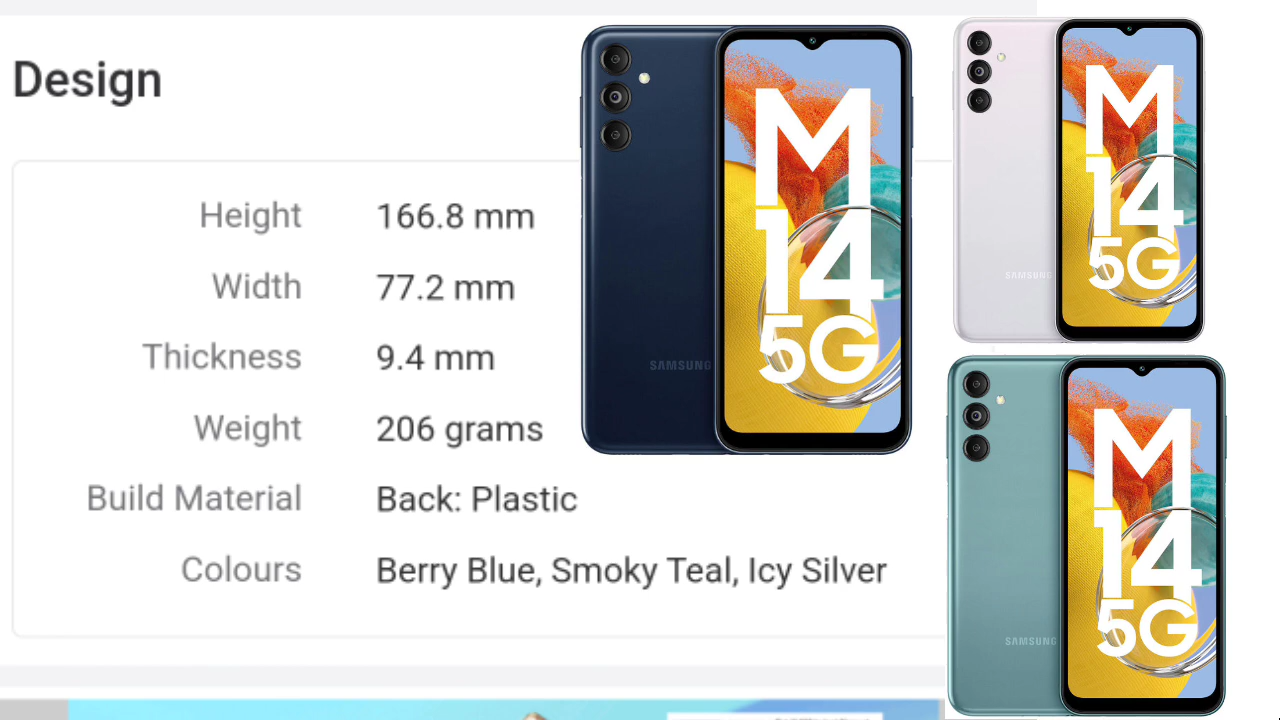 Design
Height 166.8 mm
Width 77.2 mm
Thickness 9.4 mm
Weight 206 grams
Build Material Back: Plastic
Colours Berry Blue, Smoky Teal, Icy Silver
SAMSUNG
M
14
5G
SAMSUNG
M
14
5G
SAMSUNG
M
14
5G